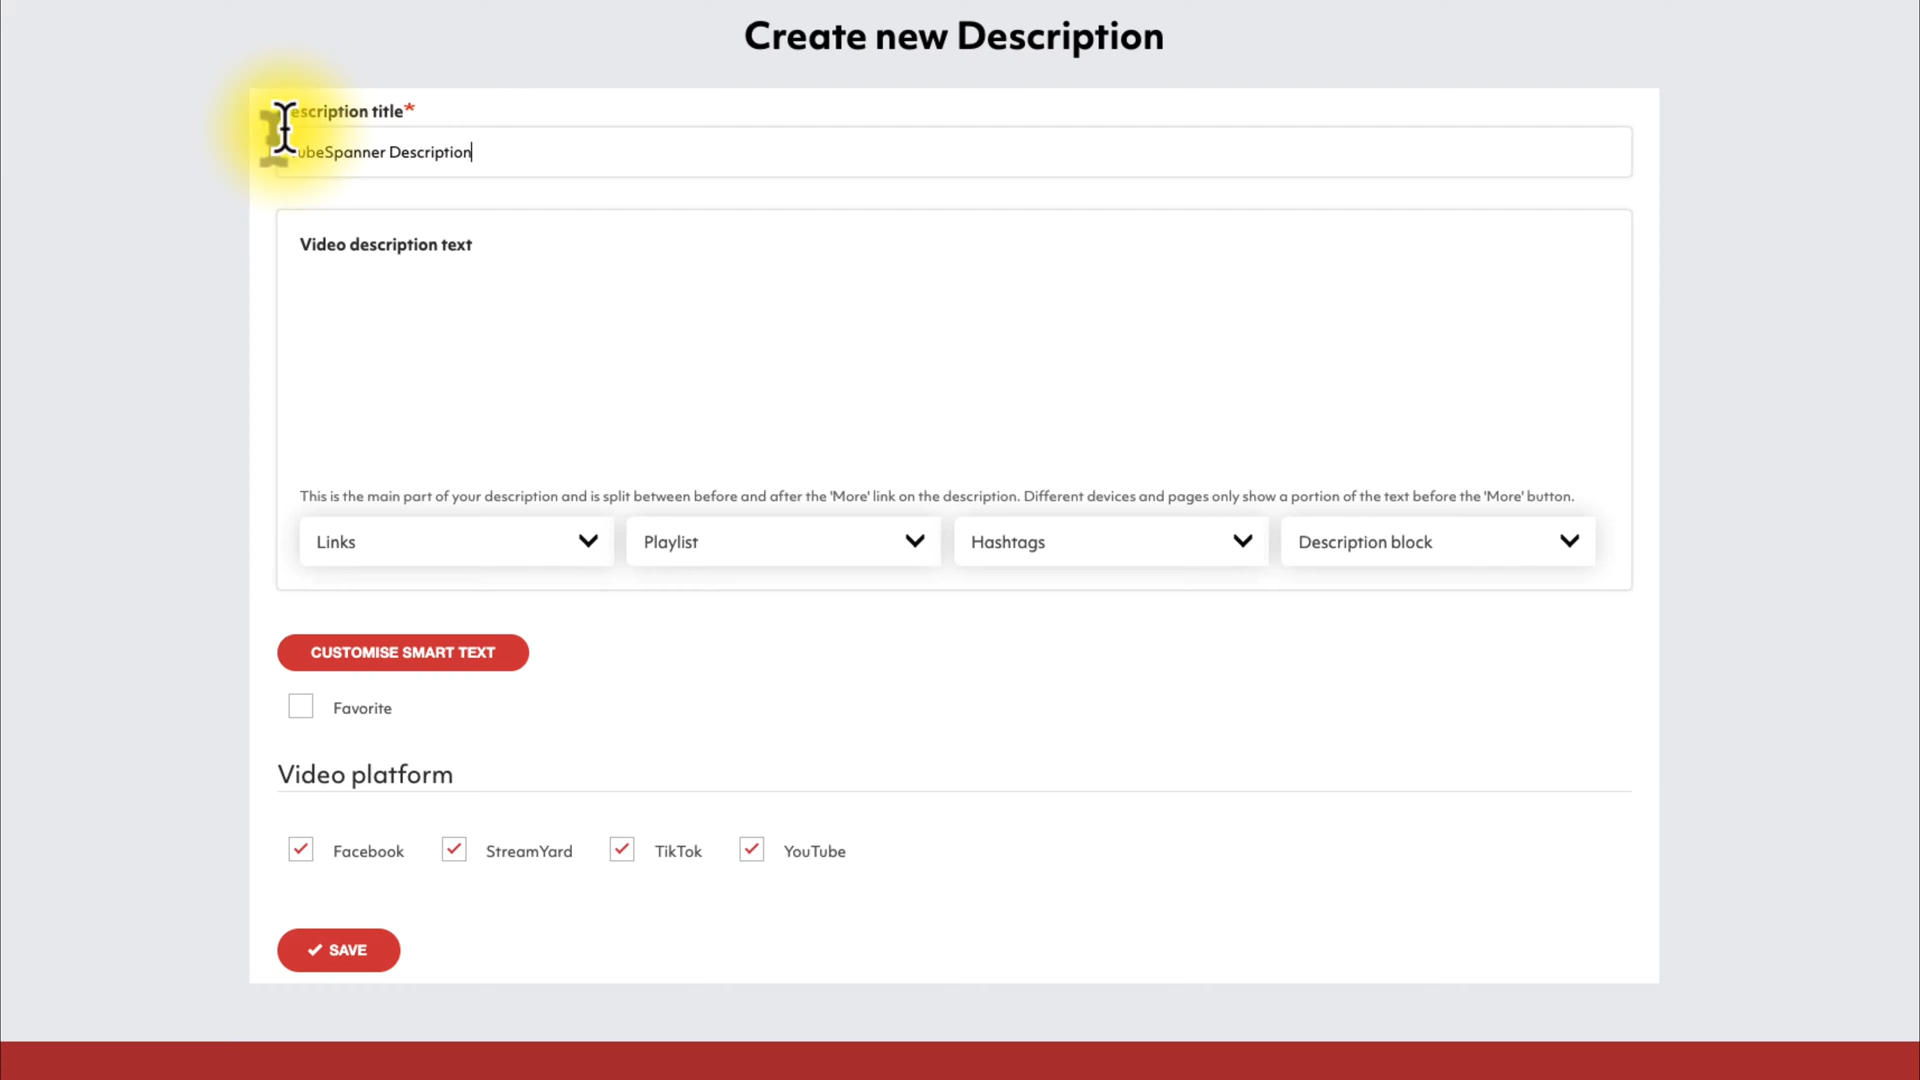 Create new Description
escription title*
ubeSpanner Description
Video description text
This is the main part of your description and is split between before and after the 'More' link on the description. Different devices and pages only show a portion of the text before the 'More' button.
Links
Playlist
Hashtags
Description block
CUSTOMISE SMART TEXT
Favorite
Video platform
Facebook
StreamYard
TikTok
YouTube
SAVE